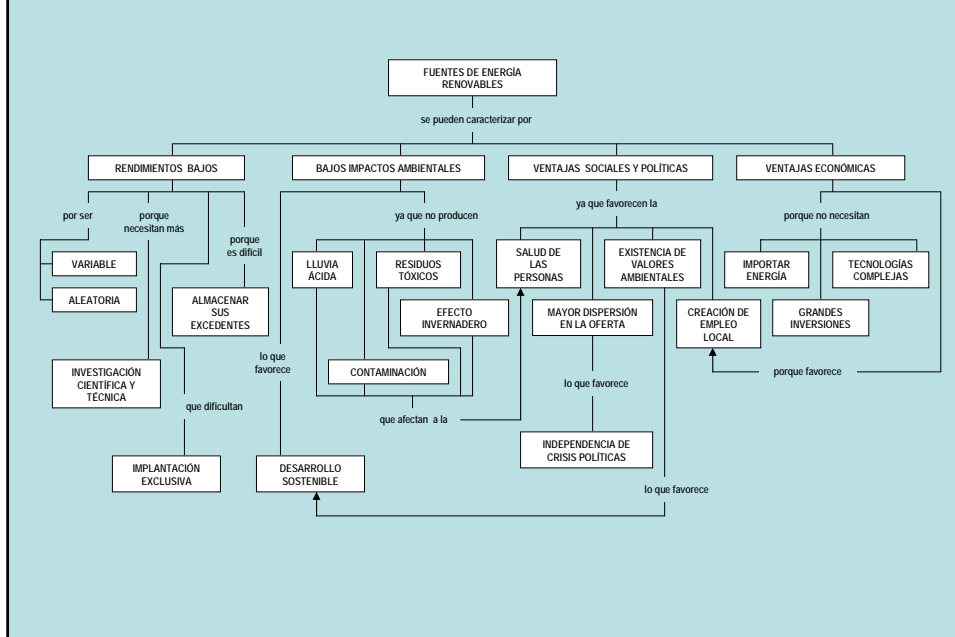 FUENTES DE ENERGÍA
RENOVABLES
se pueden caracterizar por
RENDIMIENTOS BAJOS
BAJOS IMPACTOS AMBIENTALES
VENTAJAS SOCIALES Y POLÍTICAS
VENTAJAS ECONÓMICAS
por ser
porque
necesitan más
porque
es difícil
ya que no producen
ya que favorecen la
porque no necesitan
VARIABLE
ALEATORIA
ALMACENAR
SUS
EXCEDENTES
LLUVIA
ÁCIDA
RESIDUOS
TÓXICOS
EFECTO
INVERNADERO
SALUD DE
LAS
PERSONAS
EXISTENCIA DE
VALORES
AMBIENTALES
MAYOR DISPERSIÓN
EN LA OFERTA
CREACIÓN DE
EMPLEO
LOCAL
IMPORTAR
ENERGÍA
TECNOLOGÍAS
COMPLEJAS
GRANDES
INVERSIONES
INVESTIGACIÓN
CIENTÍFICA Y
TÉCNICA
lo que
favorece
CONTAMINACIÓN
lo que favorece
porque favorece
que dificultan
que afectan a la
IMPLANTACIÓN
EXCLUSIVA
DESARROLLO
SOSTENIBLE
INDEPENDENCIA DE
CRISIS POLÍTICAS
lo que favorece